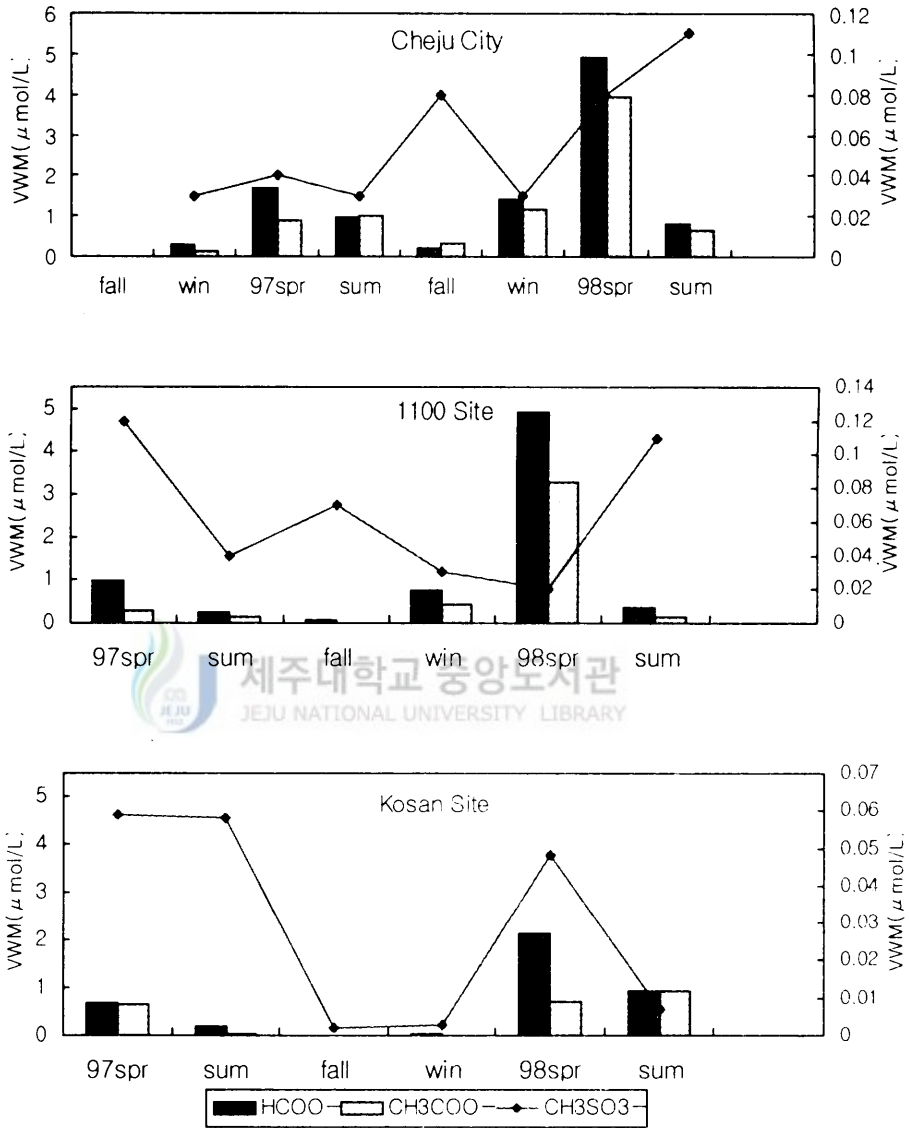 Cheju City
VWM(μmol/L)
6
5
4
3
2
1
0
0.12
0.1
0.08
0.06
0.04
0.02
0
VWM(μmol/L)
fall win 97spr sum fall win 98spr sum
1100 Site
VWM(μmol/L)
5
4
3
2
1
0
0.14
0.12
0.1
0.08
0.06
0.04
0.02
0
VWM(μmol/L)
97spr sum fall win 98spr sum
제주대학교 중앙도서관
JEJU NATIONAL UNIVERSITY LIBRARY
JEJU
1952
Kosan Site
VWM(μmol/L)
5
4
3
2
1
0
0.07
0.06
0.05
0.04
0.03
0.02
0.01
0
VWM(μmol/L)
97spr sum fall win 98spr sum
HCOO- CH3COO- CH3SO3-